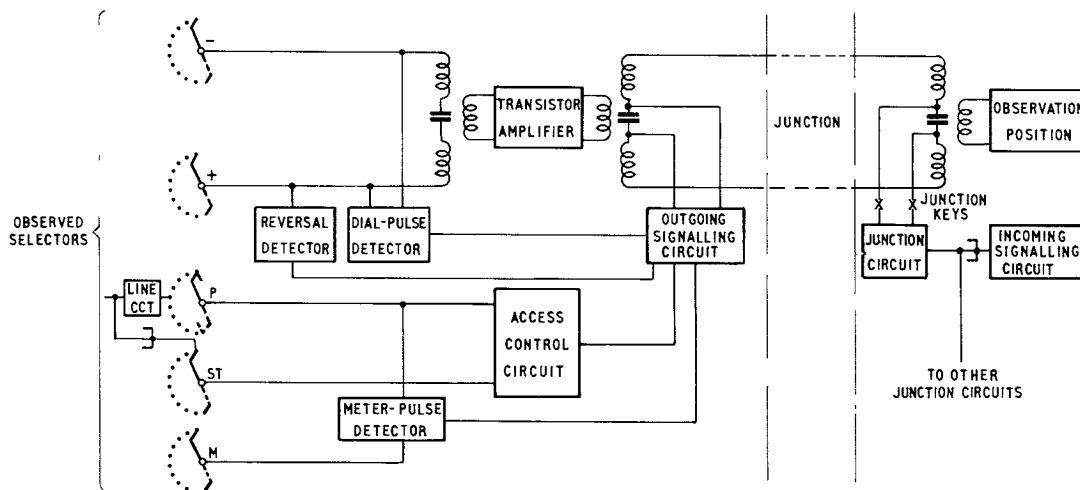 −
TRANSISTOR
AMPLIFIER
JUNCTION
OBSERVATION
POSITION
+
OBSERVED
SELECTORS
REVERSAL
DETECTOR
DIAL-PULSE
DETECTOR
OUTGOING
SIGNALLING
CIRCUIT
JUNCTION
KEYS
JUNCTION
CIRCUIT
INCOMING
SIGNALLING
CIRCUIT
LINE
CCT
P
ACCESS
CONTROL
CIRCUIT
ST
TO OTHER
JUNCTION CIRCUITS
METER-PULSE
DETECTOR
M